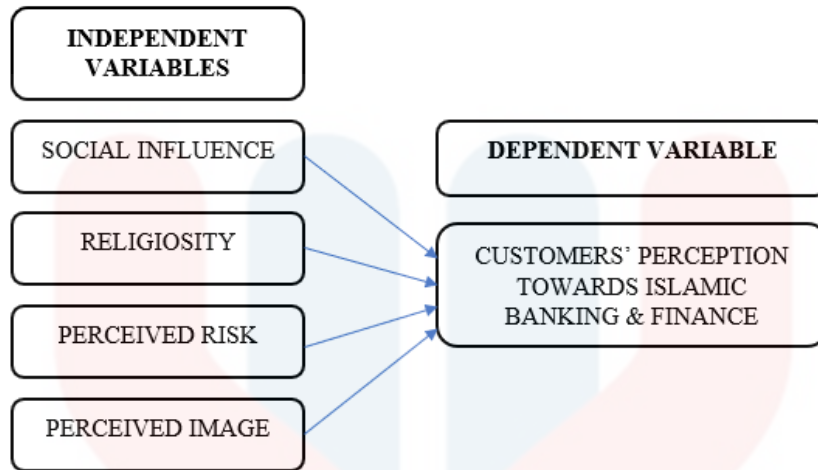 INDEPENDENT
VARIABLES
SOCIAL INFLUENCE
RELIGIOSITY
PERCEIVED RISK
PERCEIVED IMAGE
DEPENDENT VARIABLE
CUSTOMERS’ PERCEPTION
TOWARDS ISLAMIC
BANKING & FINANCE